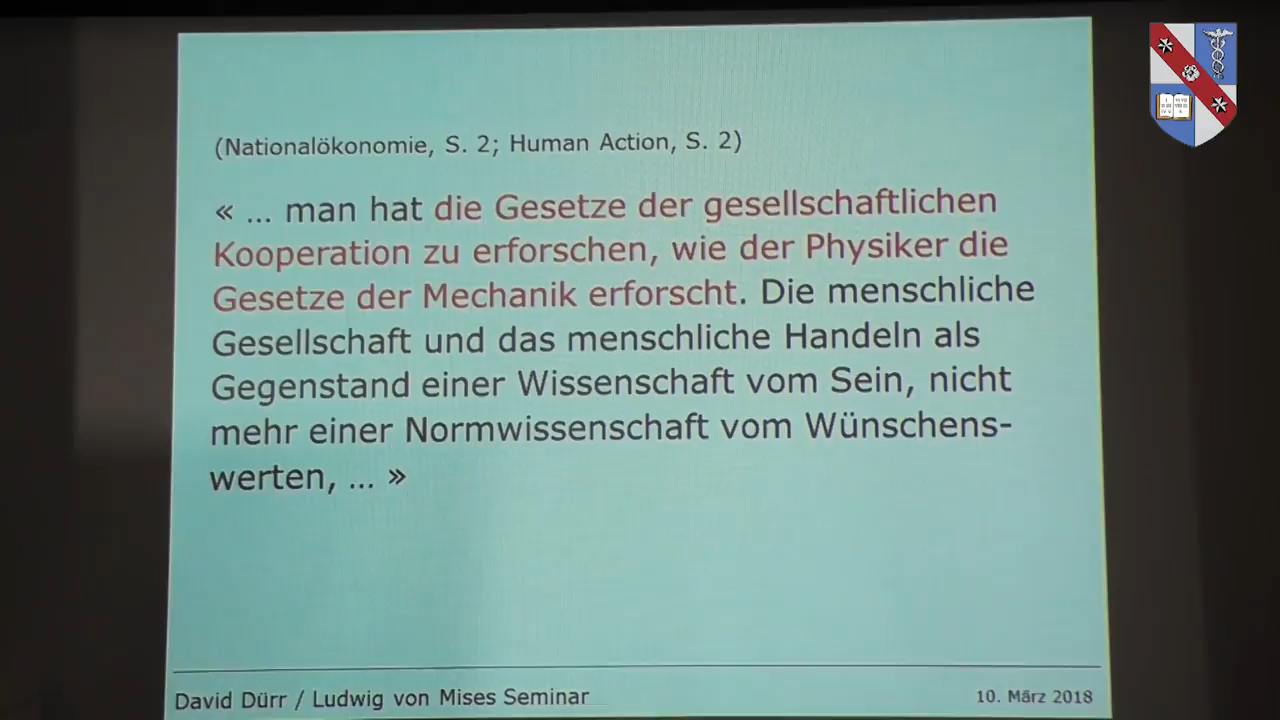 (Nationalökonomie, S. 2; Human Action, S. 2)
« ... man hat die Gesetze der gesellschaftlichen
Kooperation zu erforschen, wie der Physiker die
Gesetze der Mechanik erforscht. Die menschliche
Gesellschaft und das menschliche Handeln als
Gegenstand einer Wissenschaft vom Sein, nicht
mehr einer Normwissenschaft vom Wünschens-
werten, ... »
David Dürr / Ludwig von Mises Seminar
10. März 2018